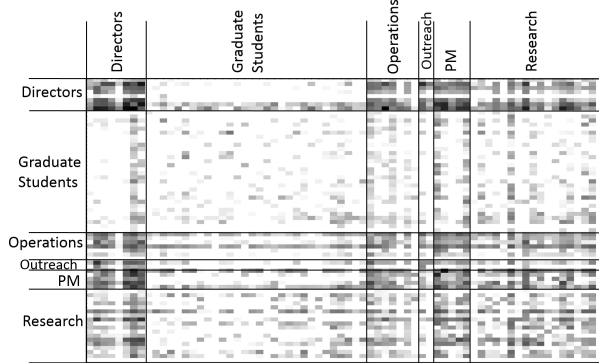 Directors
Graduate
Students
Operations
Outreach
PM
Research
Directors
Graduate
Students
Operations
Outreach
PM
Research